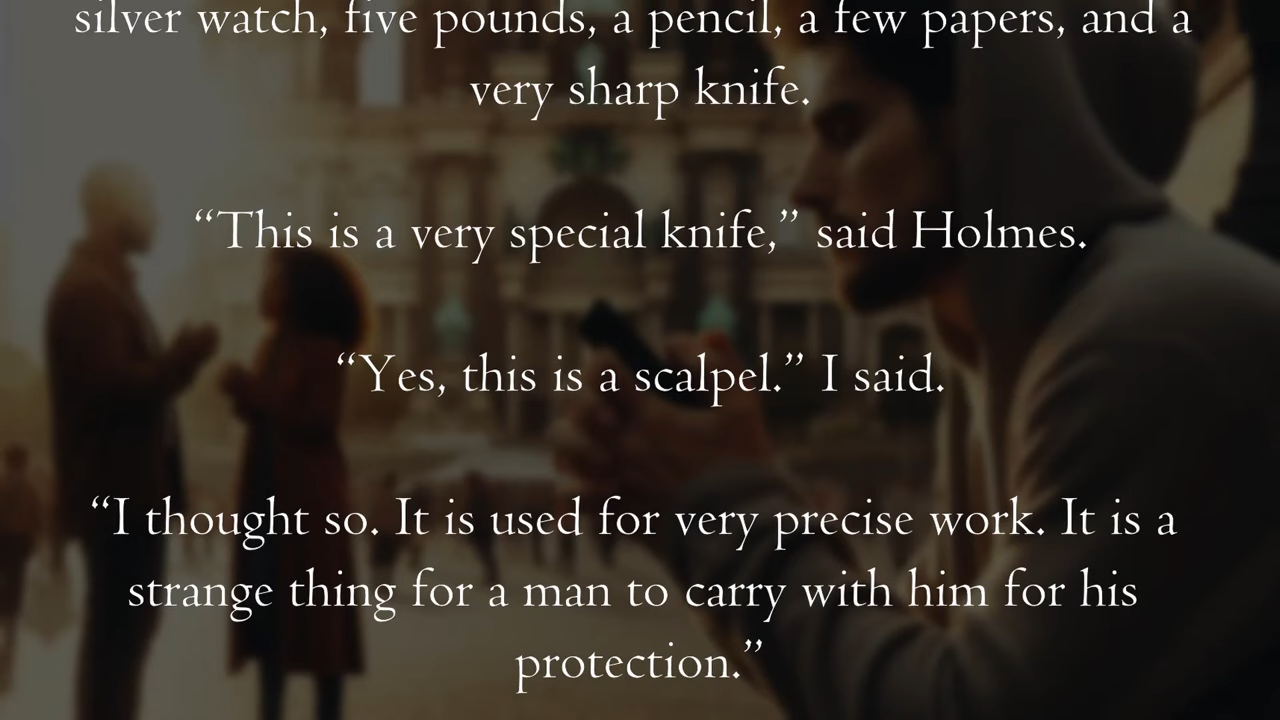 silver watch, five pounds, a pencil, a few papers, and a
very sharp knife.
“This is a very special knife,” said Holmes.
“Yes, this is a scalpel.” I said.
“I thought so. It is used for very precise work. It is a
strange thing for a man to carry with him for his
protection.”